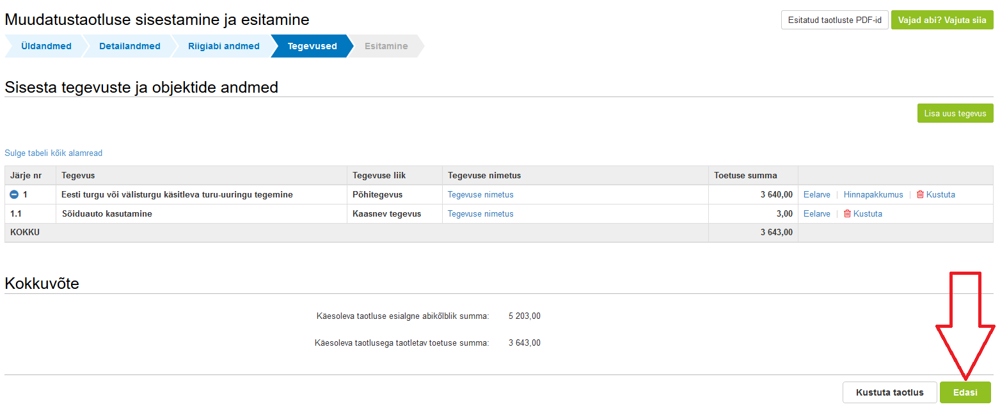 Muudatustaotluse sisestamine ja esitamine
Esitatud taotluste PDF-id
Vajad abi? Vajuta siia
Üldandmed Detailandmed Riigiabi andmed Tegevused Esitamine
Sisesta tegevuste ja objektide andmed
Lisa uus tegevus
Sulge tabeli kõik alamread
Järje nr Tegevus Tegevuse liik Tegevuse nimetus Toetuse summa
1 Eesti turgu või välisturgu käsitleva turu-uuringu tegemine Põhitegevus Tegevuse nimetus 3 640,00 Eelarve | Hinnapakkumus | Kustuta
1.1 Sõiduauto kasutamine Kaasnev tegevus Tegevuse nimetus 3,00 Eelarve | Kustuta
KOKKU 3 643,00
Kokkuvõte
Käesoleva taotluse esialgne abikõlblik summa: 5 203,00
Käesoleva taotlusega taotletav toetuse summa: 3 643,00
Kustuta taotlus Edasi